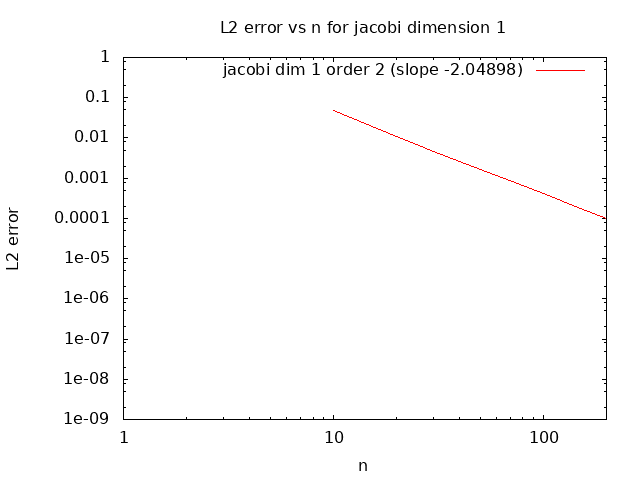 L2 error vs n for jacobi dimension 1
jacobi dim 1 order 2 (slope -2.04898)
1
0.1
0.01
0.001
0.0001
1e-05
1e-06
1e-07
1e-08
1e-09
L2 error
1 10 100
n